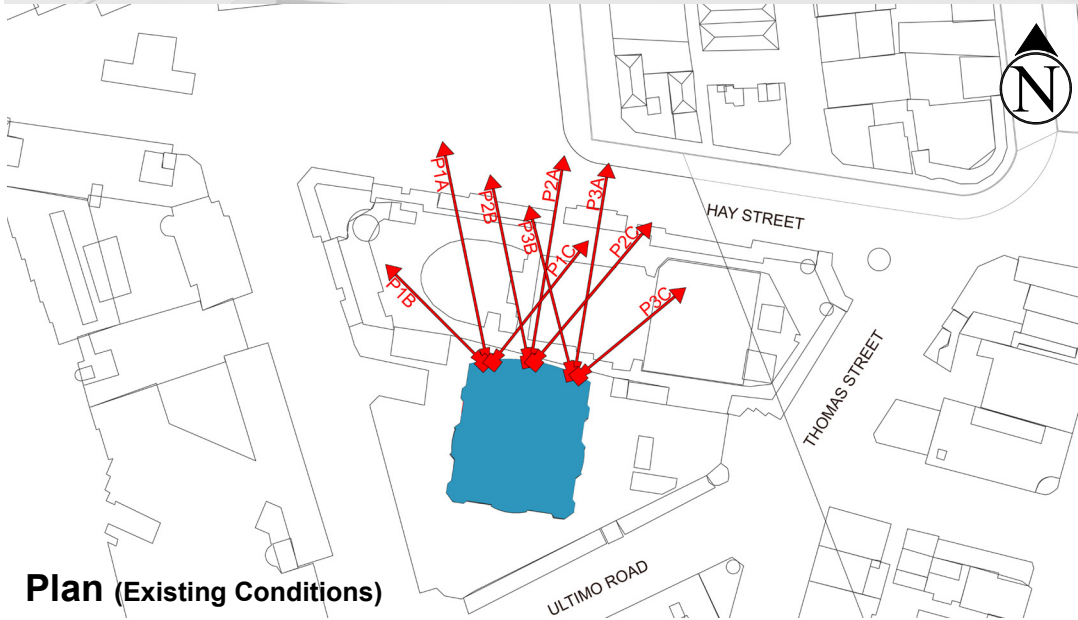 N
P1A
P2B
P2A
P3A
P3B
P1C
P2C
P1B
P3C
HAY STREET
THOMAS STREET
ULTIMO ROAD
Plan (Existing Conditions)